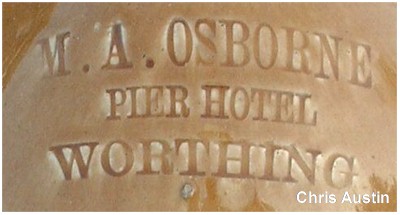 M. A. OSBORNE
PIER HOTEL
WORTHING
Chris Austin